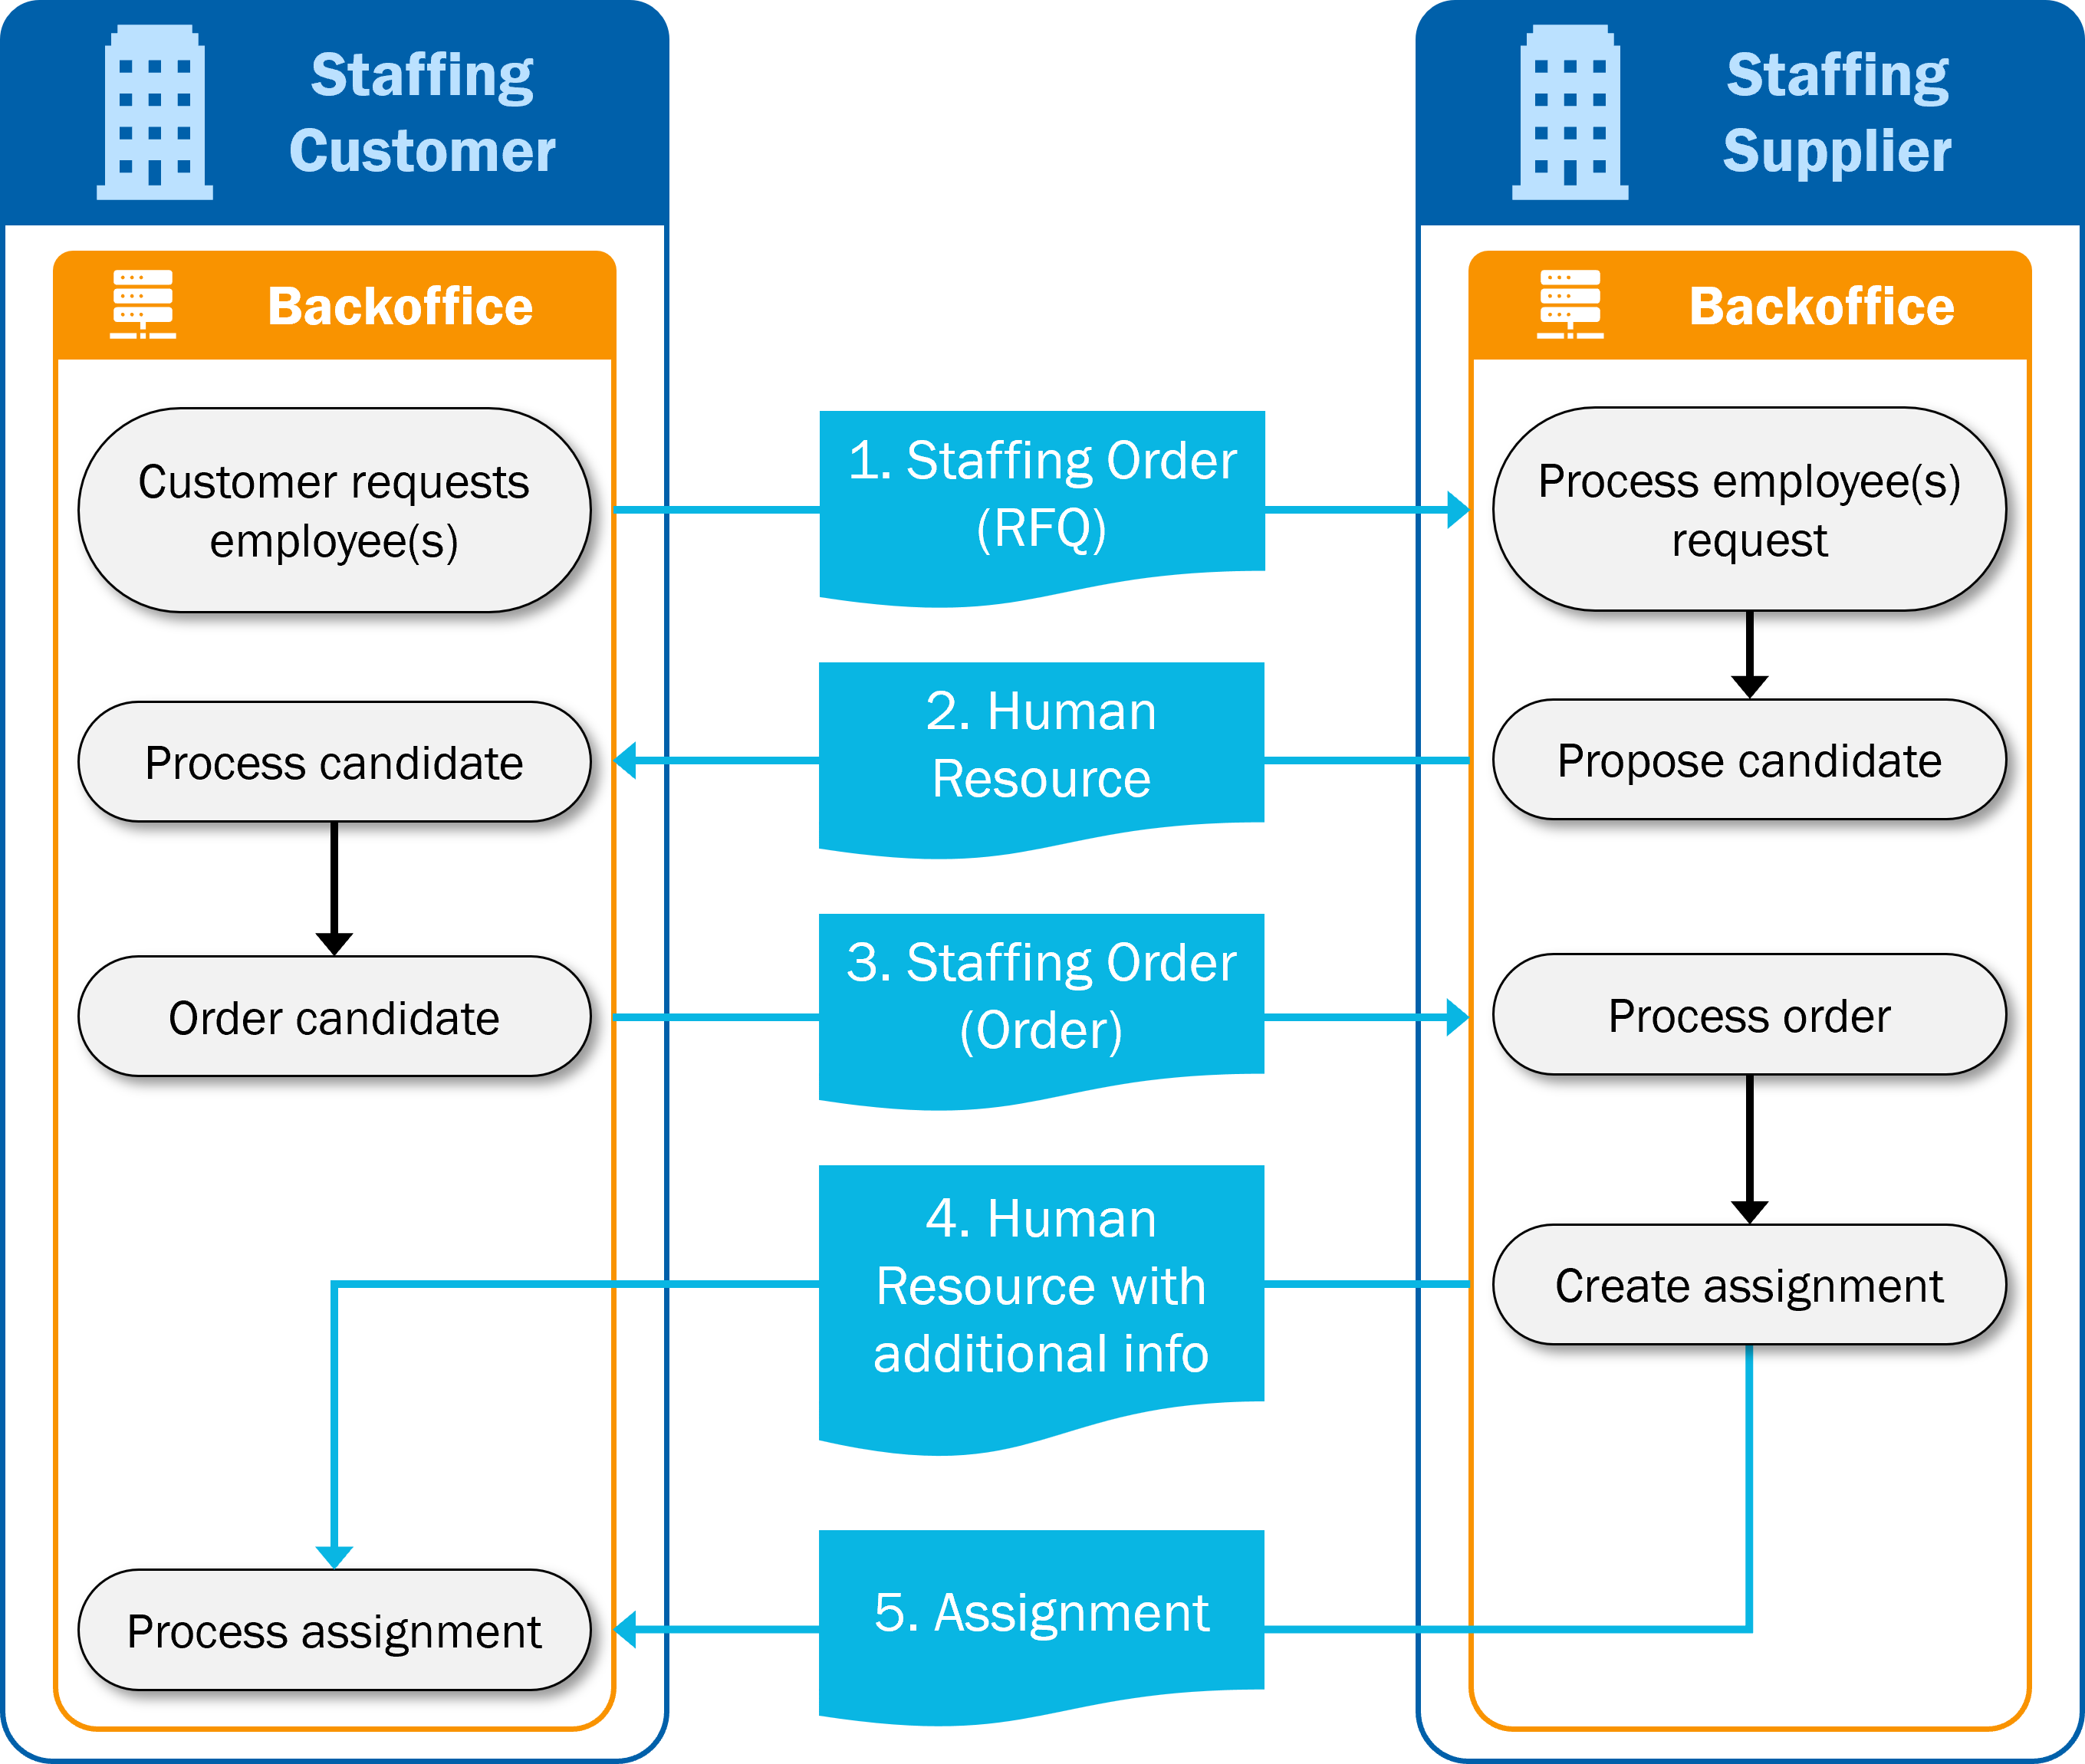 Staffing
Customer
Staffing
Supplier
Backoffice
Backoffice
Customer requests
employee(s)
1. Staffing Order
(RFQ)
Process employee(s)
request
Process candidate
2. Human
Resource
Propose candidate
Order candidate
3. Staffing Order
(Order)
Process order
4. Human
Resource with
additional info
Create assignment
Process assignment
5. Assignment